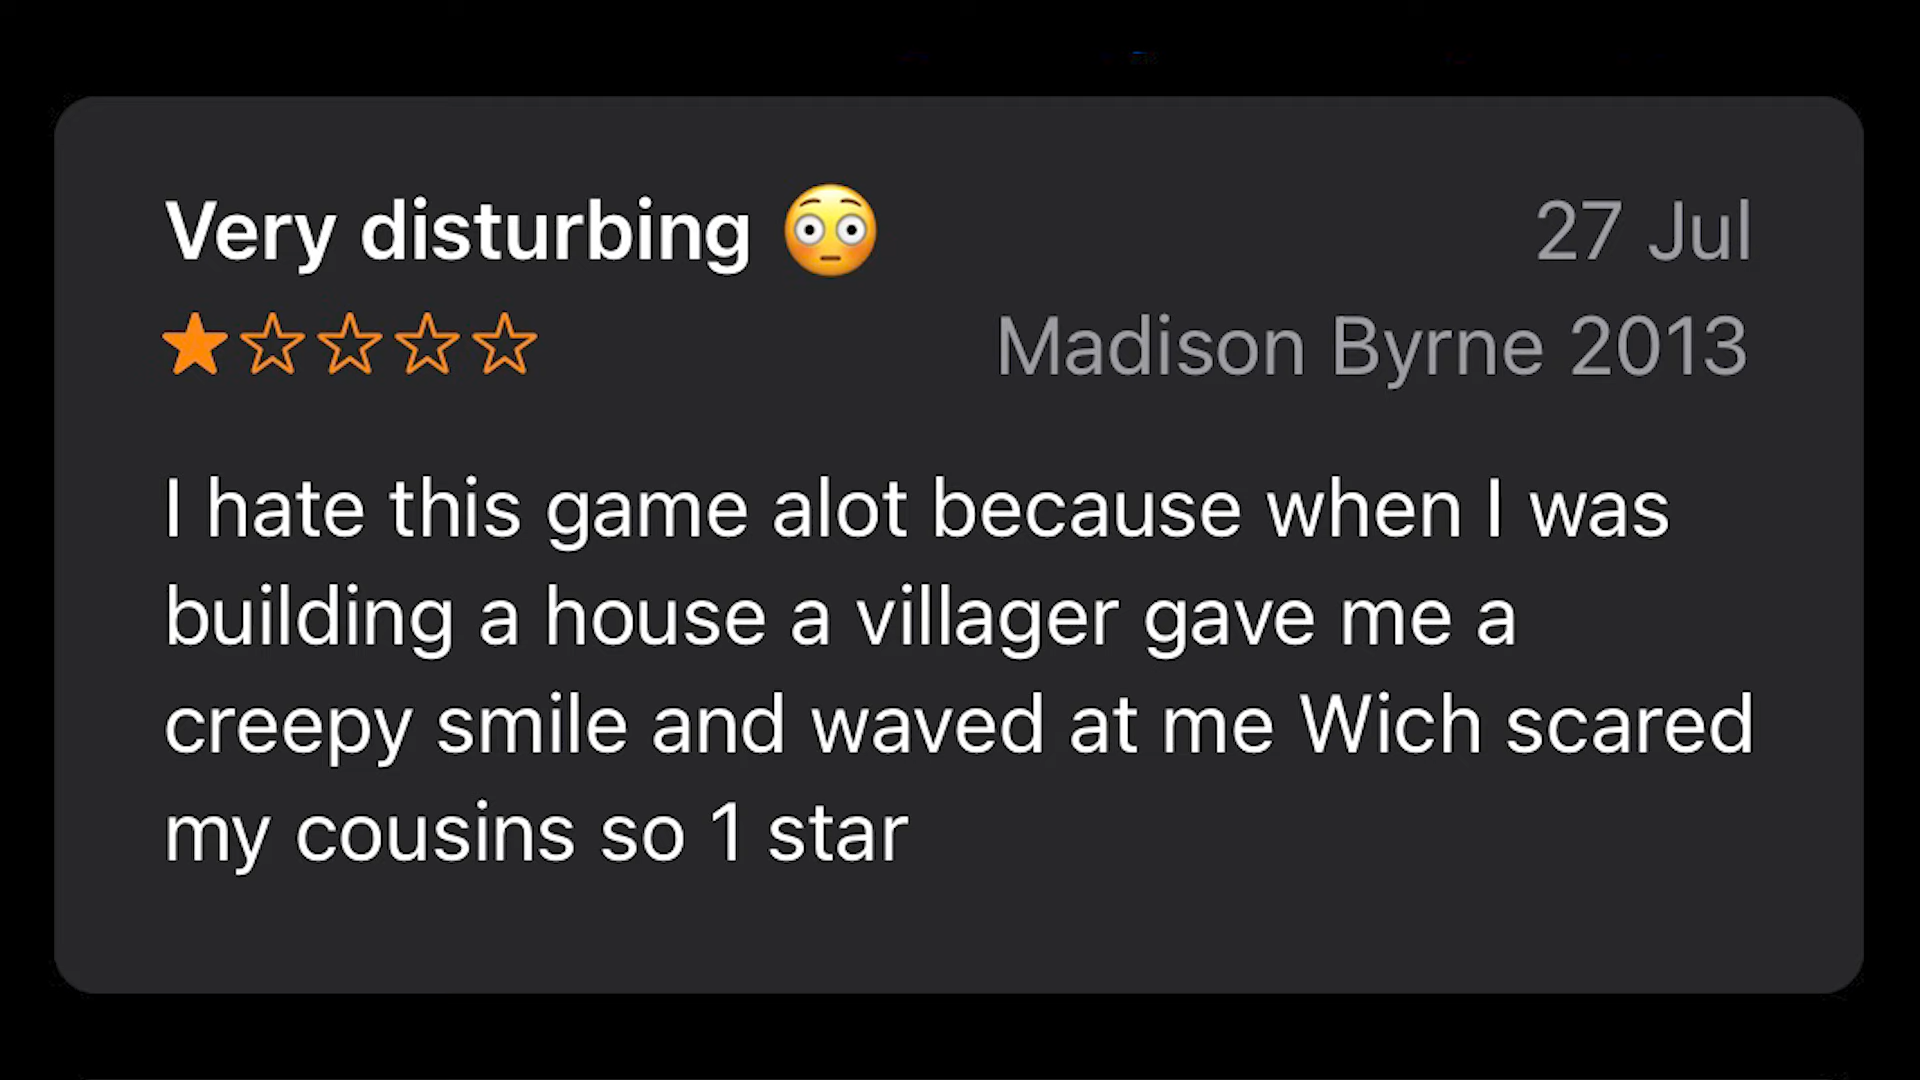 Very disturbing 😳 27 Jul
Madison Byrne 2013
I hate this game alot because when I was
building a house a villager gave me a
creepy smile and waved at me Wich scared
my cousins so 1 star